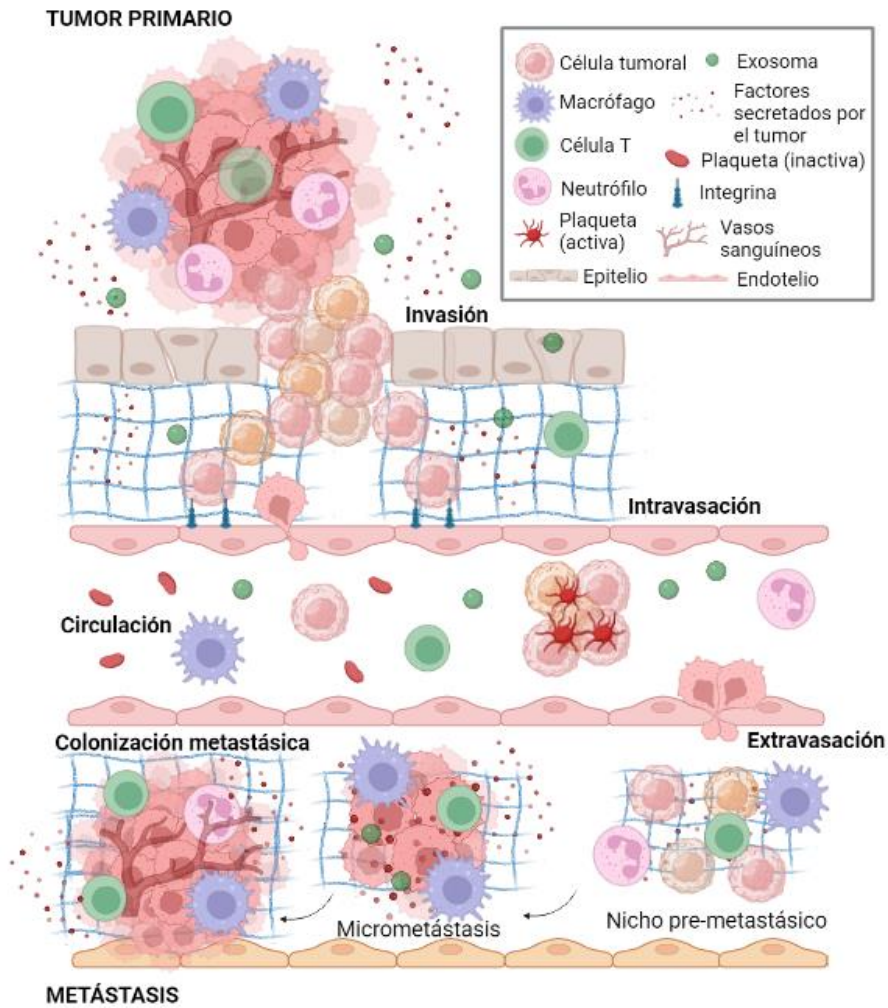 TUMOR PRIMARIO
Célula tumoral
Exosoma
Macrófago
Factores
secretados por
el tumor
Célula T
Plaqueta (inactiva)
Neutrófilo
Integrina
Plaqueta
(activa)
Vasos
sanguíneos
Epitelio
Endotelio
Invasión
Intravasación
Circulación
Extravasación
Colonización metastásica
Nicho pre-metastásico
Micrometástasis
METÁSTASIS